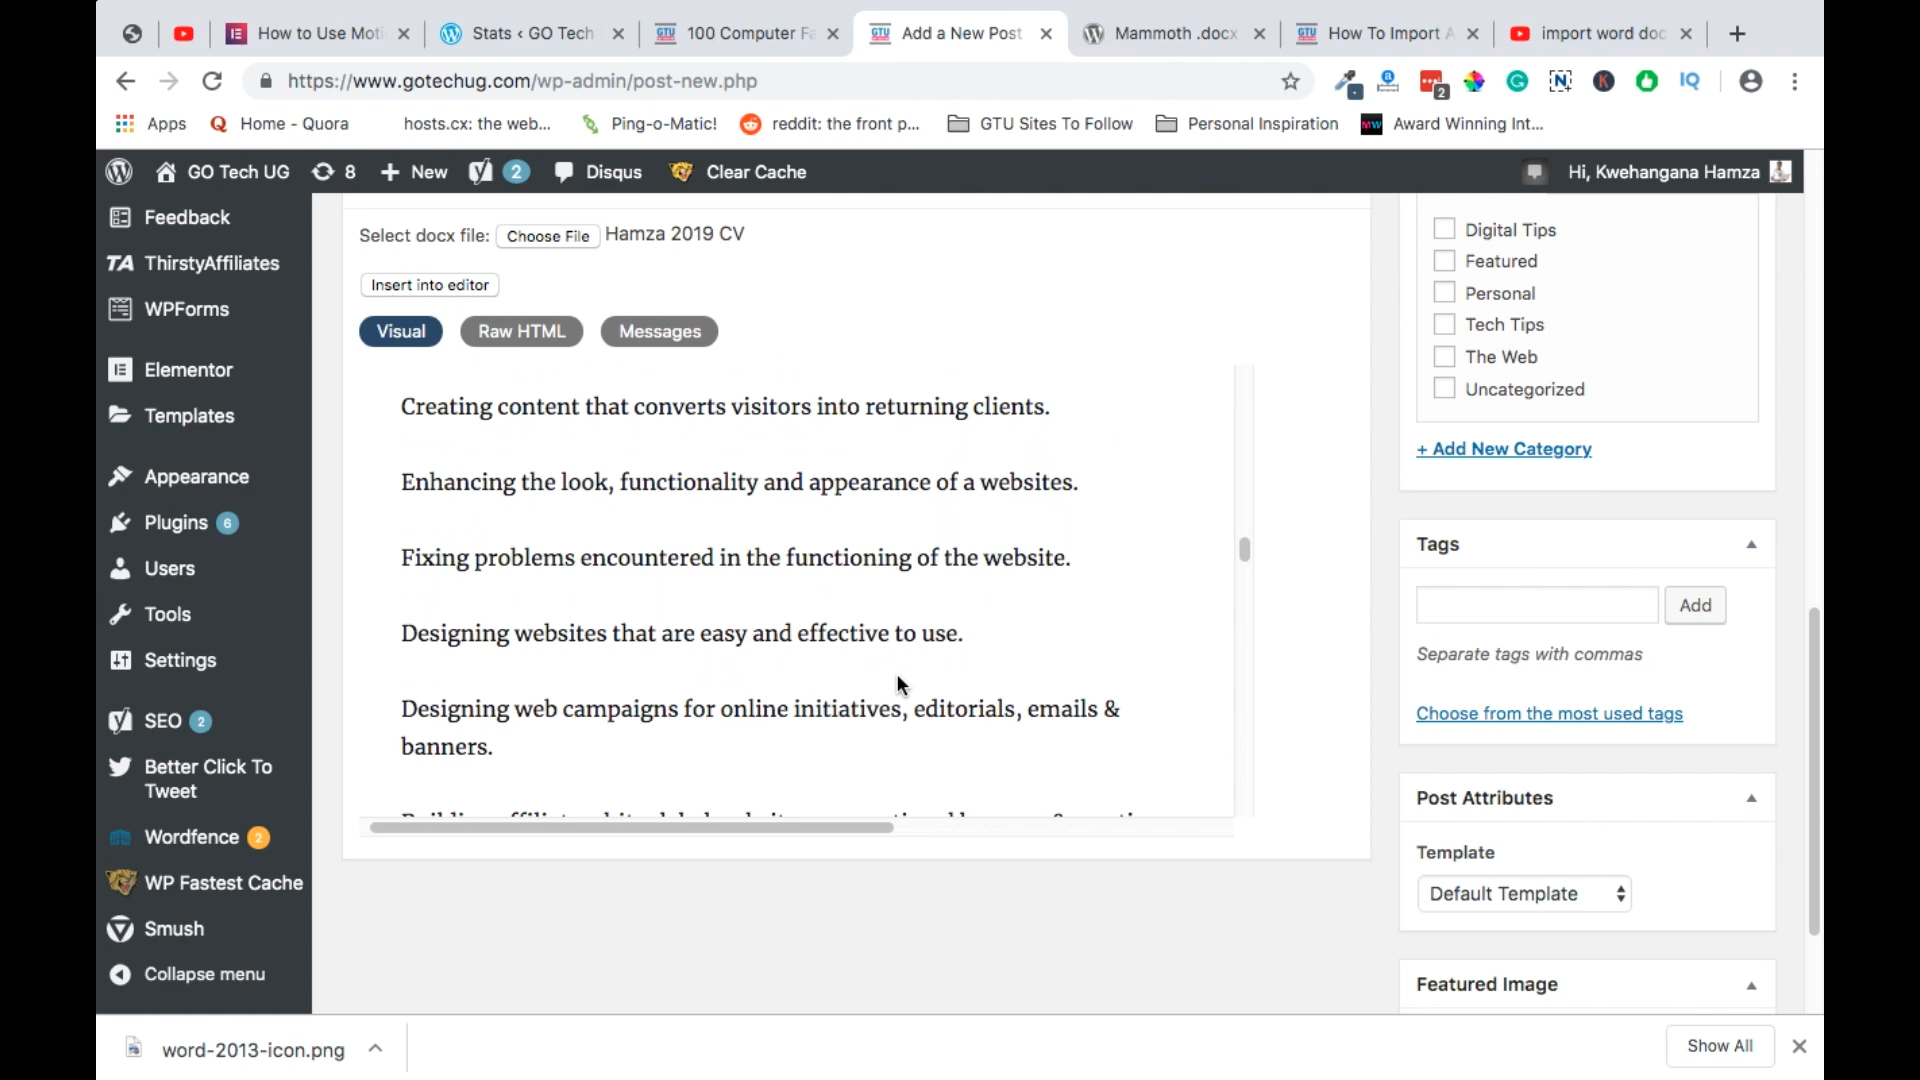 How to Use Moti
Stats ‹ GO Tech
100 Computer Fa
Add a New Post
Mammoth .docx
How To Import A
import word doc
https://www.gotechug.com/wp-admin/post-new.php
2
IQ
Apps
Home - Quora
hosts.cx: the web...
Ping-o-Matic!
reddit: the front p...
GTU Sites To Follow
Personal Inspiration
Award Winning Int...
GO Tech UG
8
New
2
Disqus
Clear Cache
Hi, Kwehangana Hamza
Feedback
ThirstyAffiliates
WPForms
Elementor
Templates
Appearance
Plugins 6
Users
Tools
Settings
SEO 2
Better Click To
Tweet
Wordfence 2
WP Fastest Cache
Smush
Collapse menu
Select docx file: Choose File Hamza 2019 CV
Insert into editor
Visual
Raw HTML
Messages
Creating content that converts visitors into returning clients.
Enhancing the look, functionality and appearance of a websites.
Fixing problems encountered in the functioning of the website.
Designing websites that are easy and effective to use.
Designing web campaigns for online initiatives, editorials, emails &
banners.
Digital Tips
Featured
Personal
Tech Tips
The Web
Uncategorized
+ Add New Category
Tags
Add
Separate tags with commas
Choose from the most used tags
Post Attributes
Template
Default Template
Featured Image
word-2013-icon.png
Show All